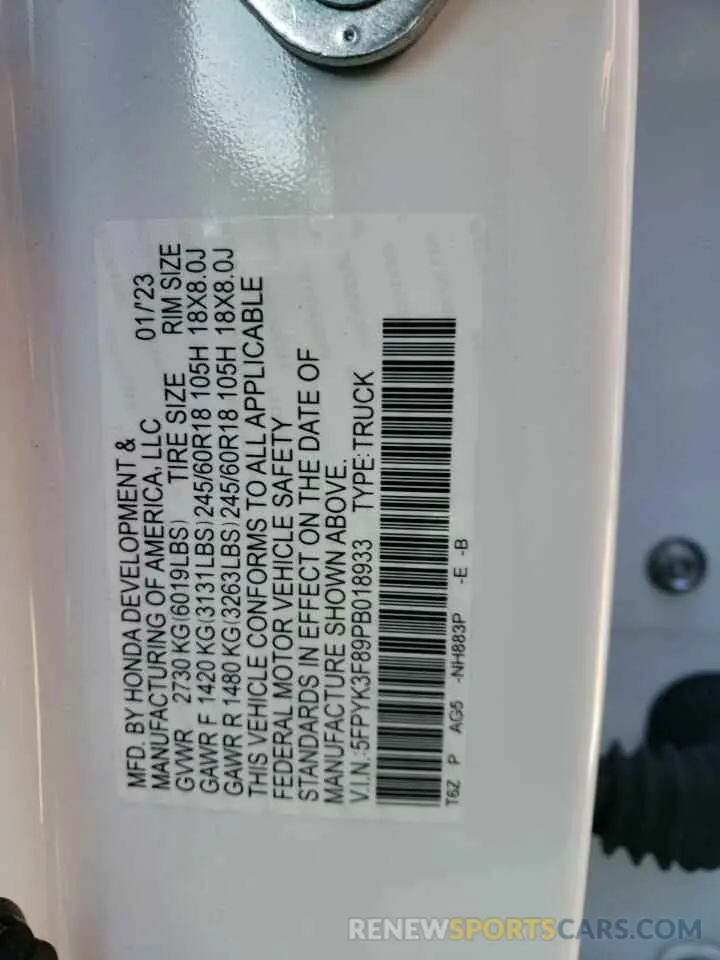 MFD. BY HONDA DEVELOPMENT &
MANUFACTURING OF AMERICA, LLC 01/'23
GVWR 2730 KG(6019LBS) TIRE SIZE RIM SIZE
GAWR F 1420 KG(3131LBS) 245/60R18 105H 18X8.0J
GAWR R 1480 KG(3263LBS) 245/60R18 105H 18X8.0J
THIS VEHICLE CONFORMS TO ALL APPLICABLE
FEDERAL MOTOR VEHICLE SAFETY
STANDARDS IN EFFECT ON THE DATE OF
MANUFACTURE SHOWN ABOVE.
V.I.N.:5FPYK3F89PB018933 TYPE:TRUCK
T6Z P AG5 -NH883P -E -B
RENEWSPORTSCARS.COM